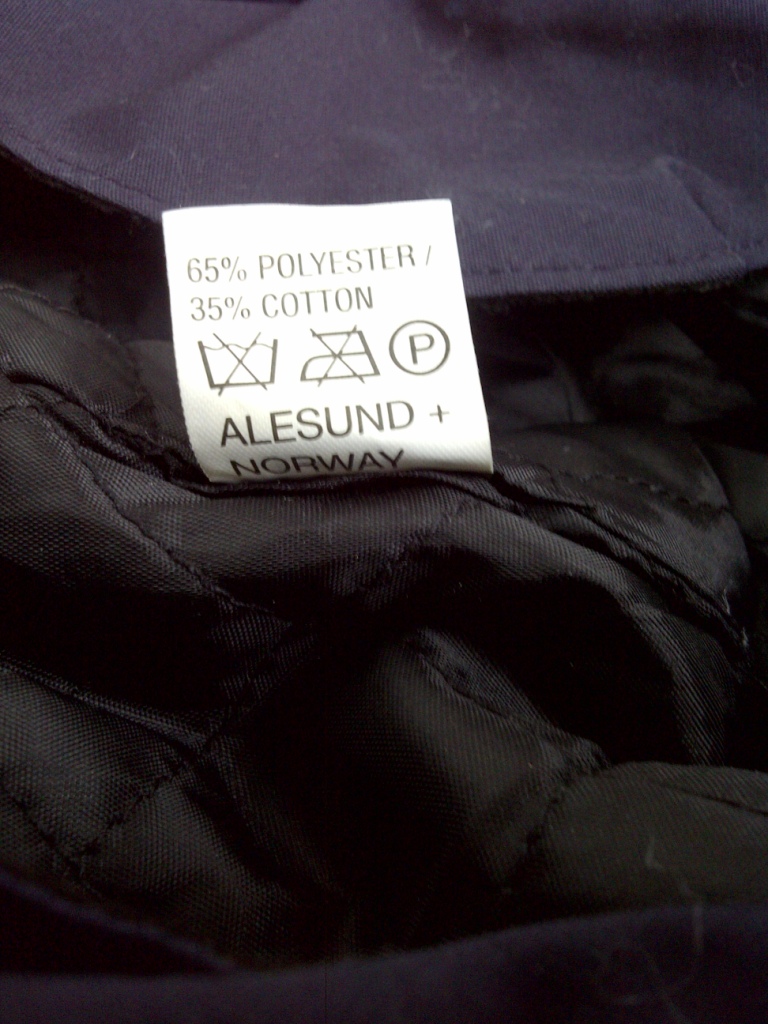 65% POLYESTER /
35% COTTON
P
ALESUND +
NORWAY